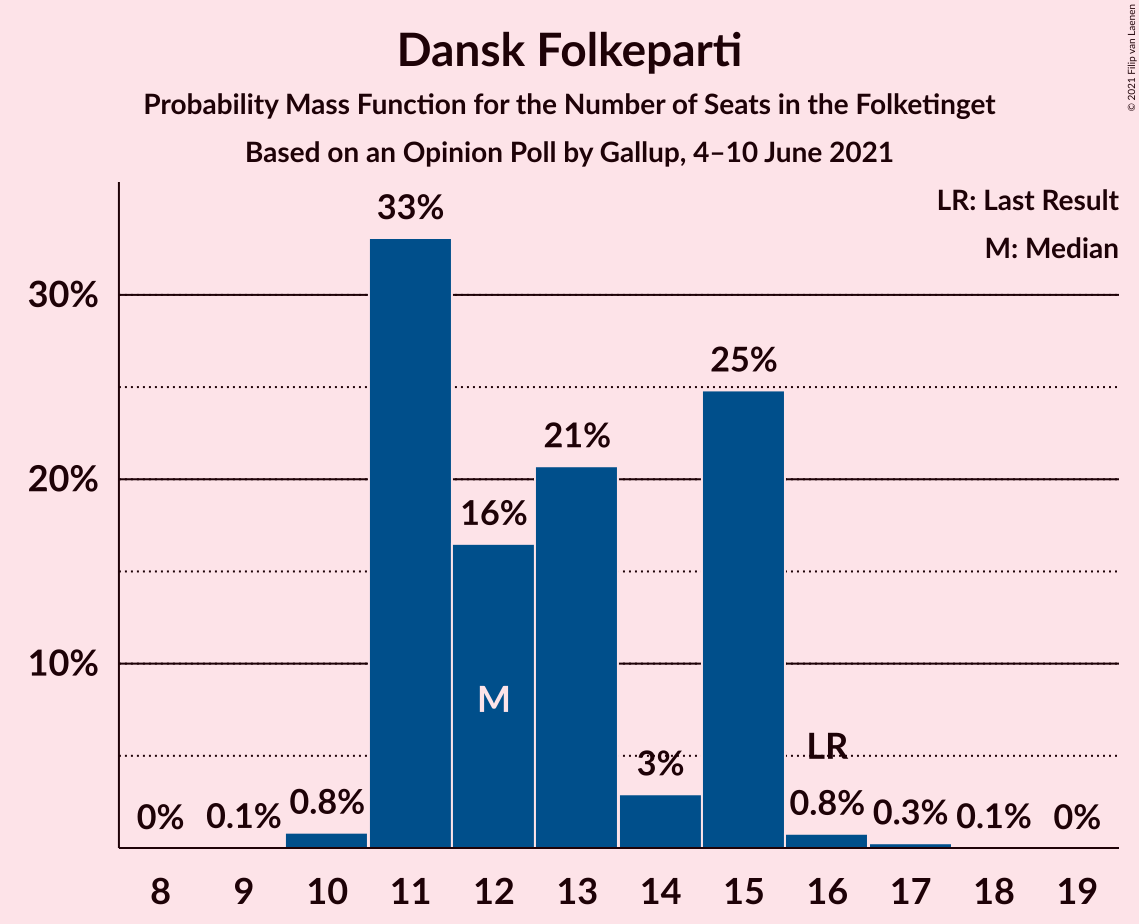 Dansk Folkeparti
Probability Mass Function for the Number of Seats in the Folketinget
Based on an Opinion Poll by Gallup, 4–10 June 2021
© 2021 Filip van Laenen
LR: Last Result
M: Median
30%
20%
10%
0%
0.1%
0.8%
33%
16%
21%
3%
25%
0.8%
0.3%
0.1%
0%
M
LR
8 9 10 11 12 13 14 15 16 17 18 19